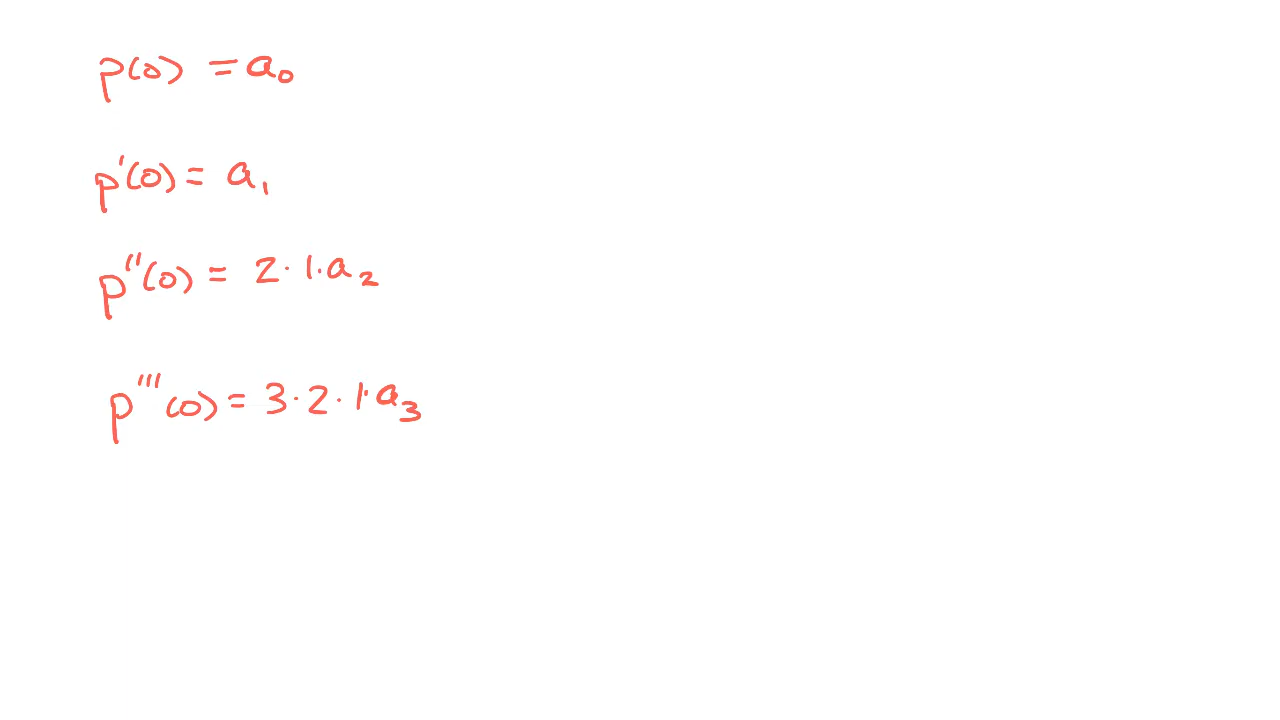 p(0) = a₀
p'(0) = a₁
p''(0) = 2·1·a₂
p'''(0) = 3·2·1·a₃